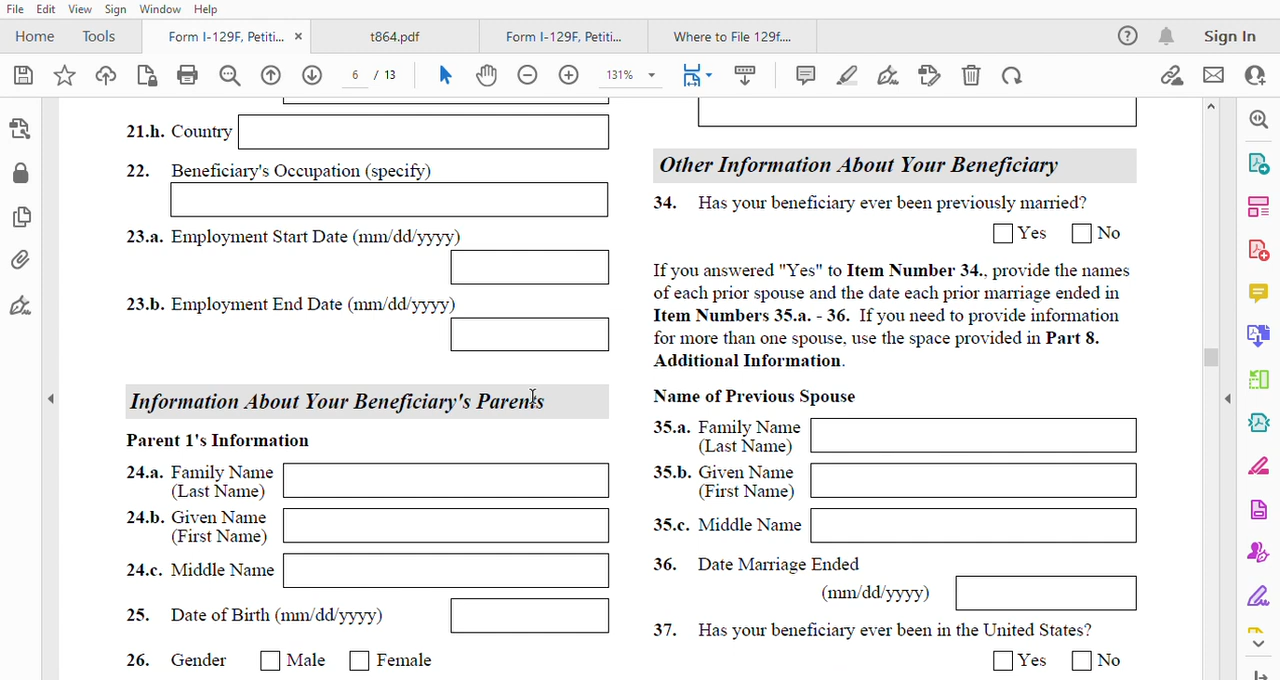 File Edit View Sign Window Help
Home Tools Form I-129F, Petiti... × t864.pdf Form I-129F, Petiti... Where to File 129f.... Sign In
6 / 13 131%
21.h. Country
22. Beneficiary's Occupation (specify)
23.a. Employment Start Date (mm/dd/yyyy)
23.b. Employment End Date (mm/dd/yyyy)
Information About Your Beneficiary's Parents
Parent 1's Information
24.a. Family Name
(Last Name)
24.b. Given Name
(First Name)
24.c. Middle Name
25. Date of Birth (mm/dd/yyyy)
26. Gender Male Female
Other Information About Your Beneficiary
34. Has your beneficiary ever been previously married?
Yes No
If you answered "Yes" to Item Number 34., provide the names
of each prior spouse and the date each prior marriage ended in
Item Numbers 35.a. - 36. If you need to provide information
for more than one spouse, use the space provided in Part 8.
Additional Information.
Name of Previous Spouse
35.a. Family Name
(Last Name)
35.b. Given Name
(First Name)
35.c. Middle Name
36. Date Marriage Ended
(mm/dd/yyyy)
37. Has your beneficiary ever been in the United States?
Yes No